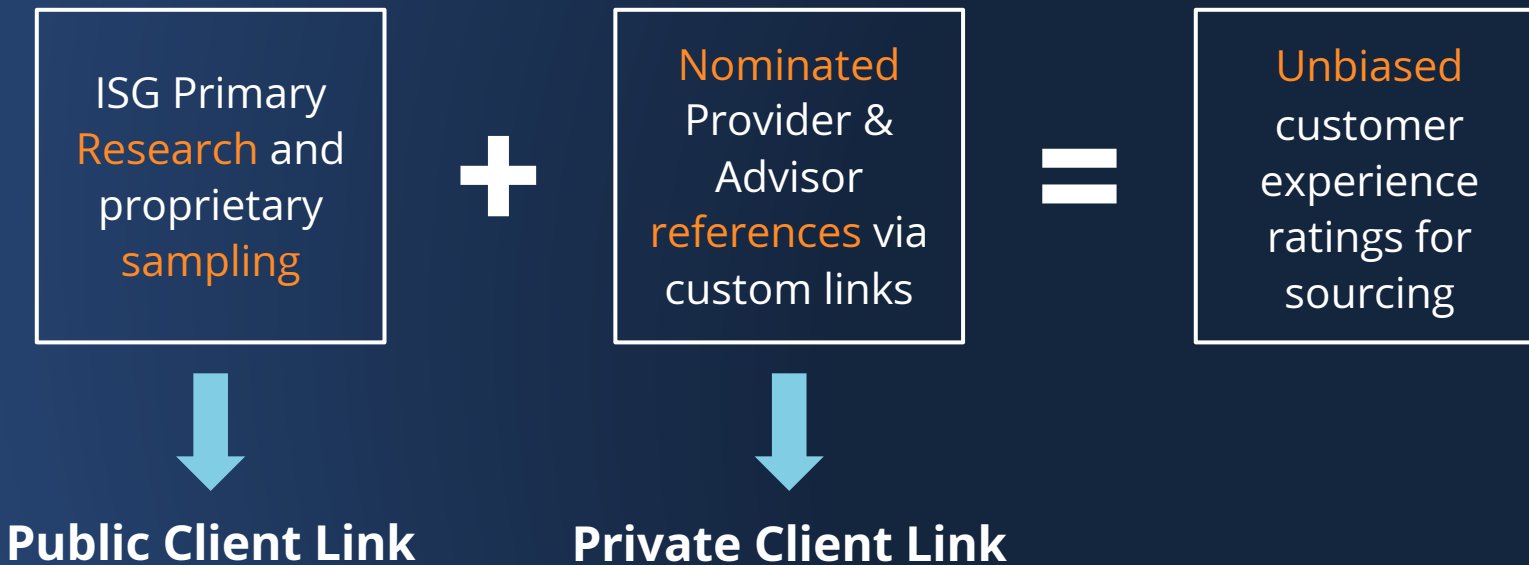 ISG Primary
Research and
proprietary
sampling
+
Nominated
Provider &
Advisor
references via
custom links
=
Unbiased
customer
experience
ratings for
sourcing
Public Client Link
Private Client Link